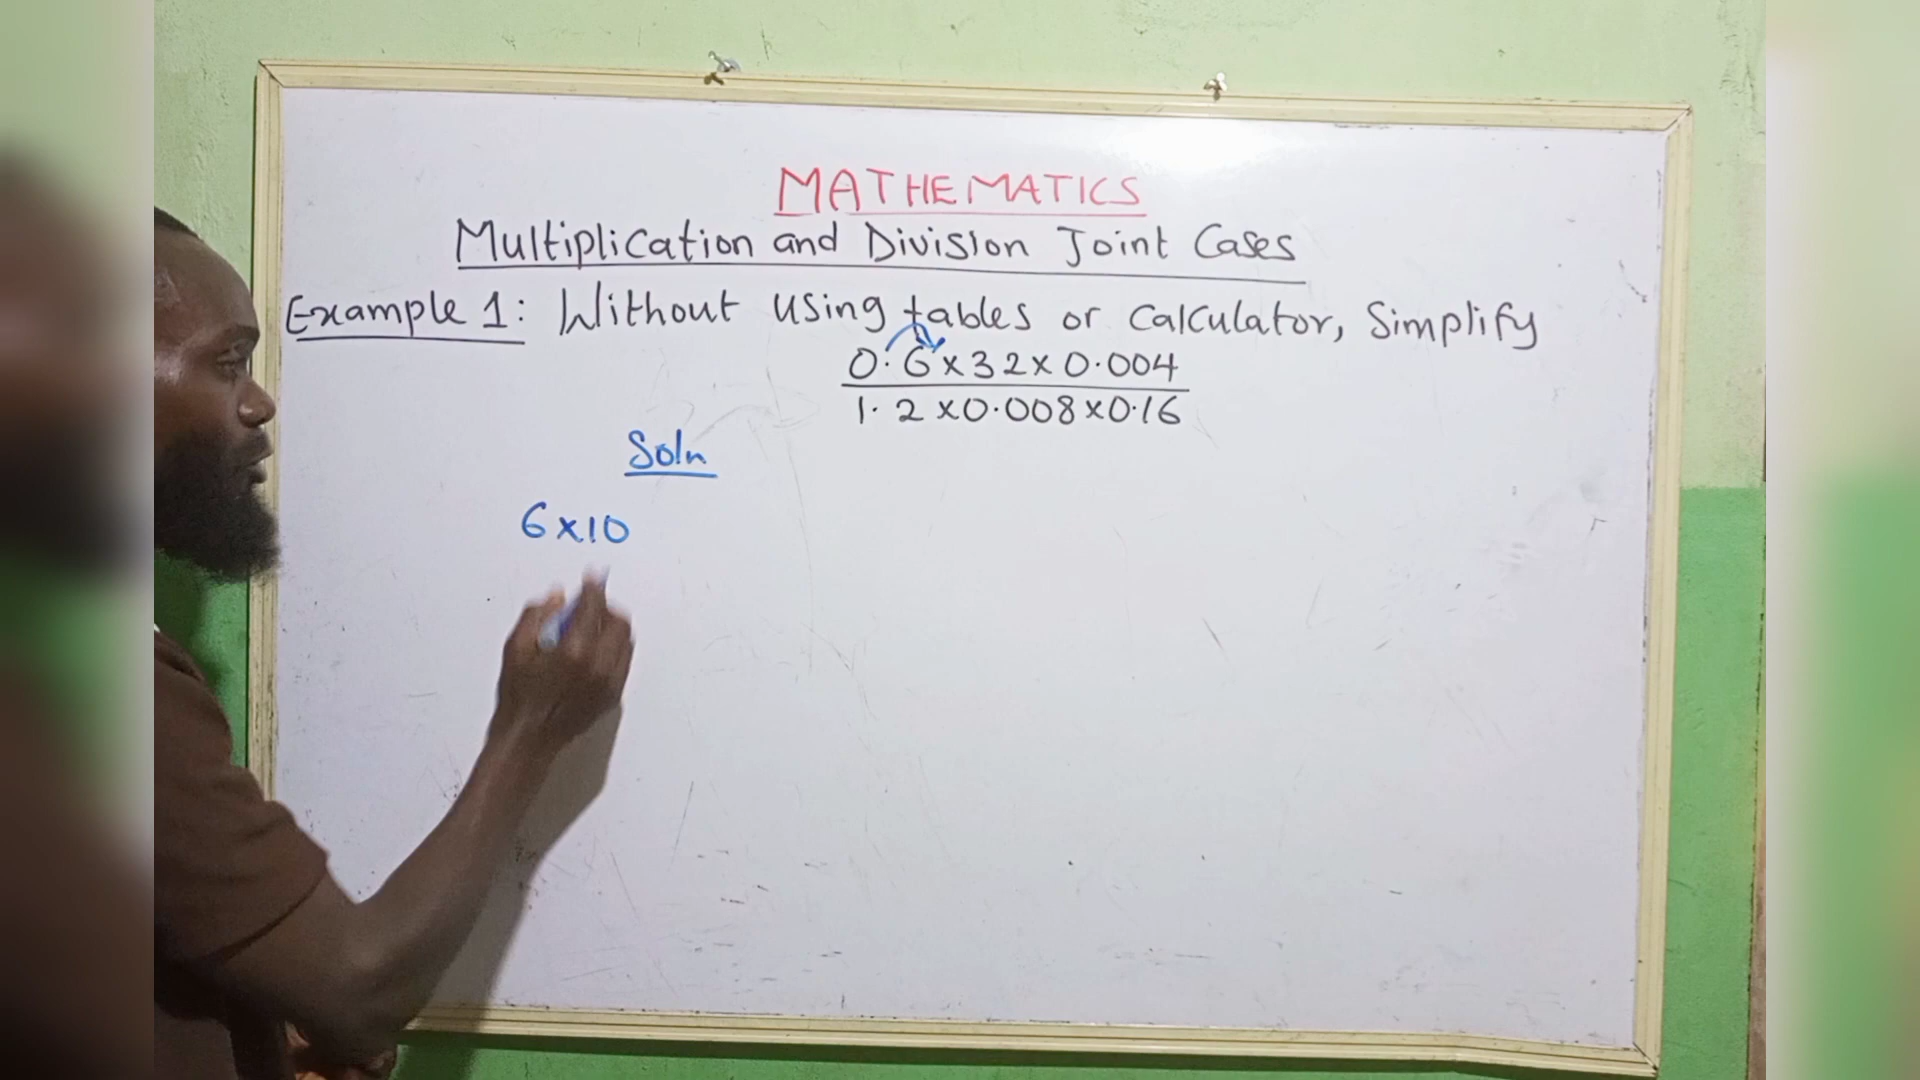 MATHEMATICS
Multiplication and Division Joint Cases
Example 1: Without using tables or calculator, Simplify
0.6×32×0.004
1.2×0.008×0.16
Soln
6×10